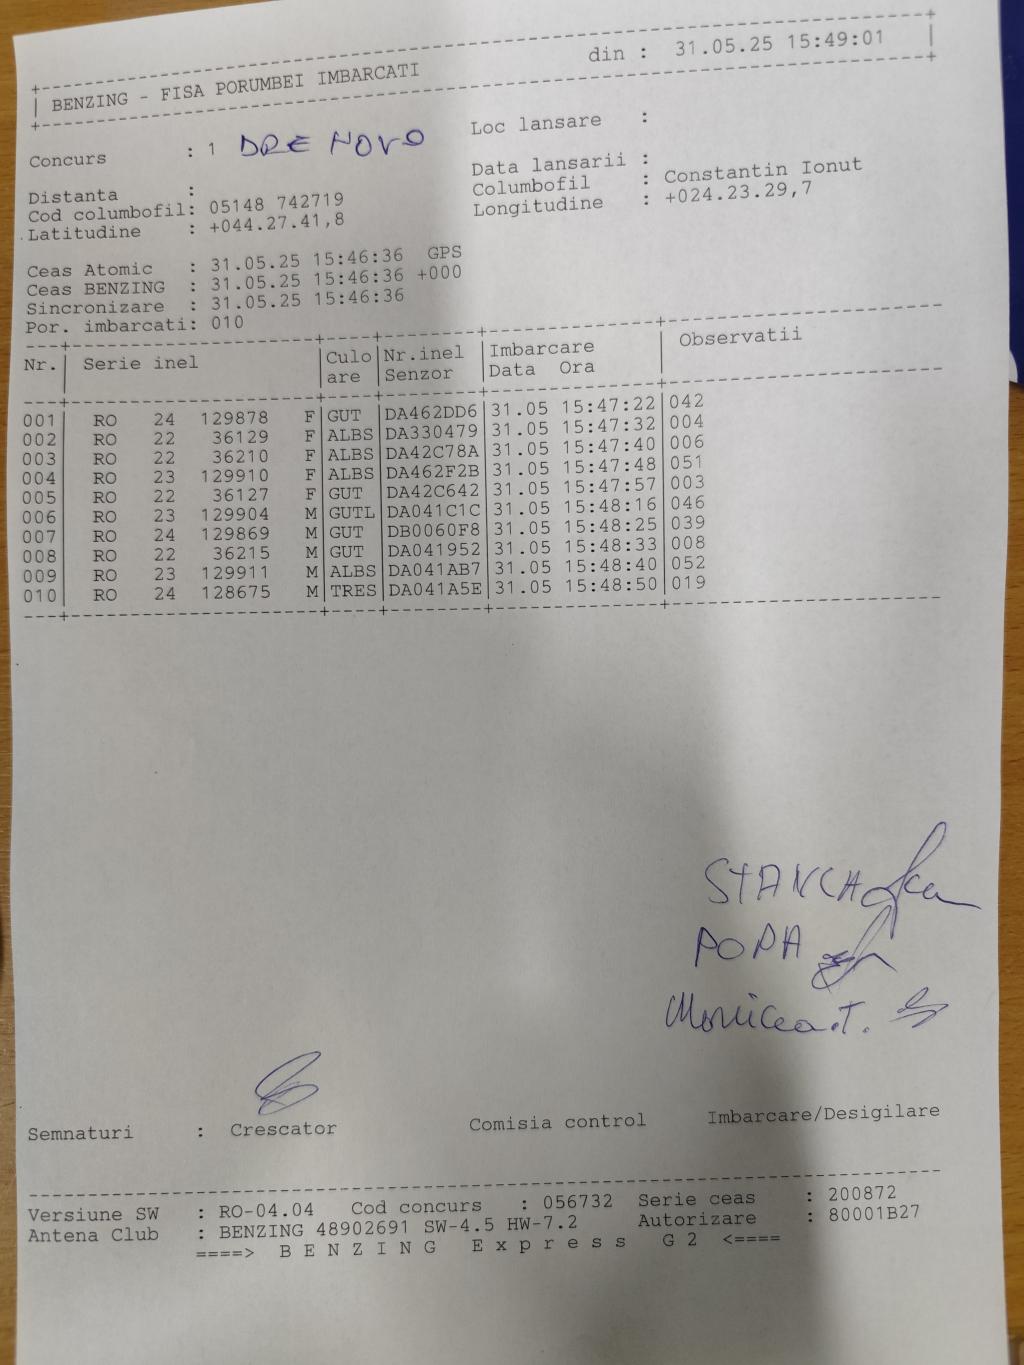 BENZING - FISA PORUMBEI IMBARCATI din : 31.05.25 15:49:01
Concurs : 1 DRENOVO Loc lansare :
Distanta : Data lansarii :
Cod columbofil: 05148 742719 Columbofil : Constantin Ionut
Latitudine : +044.27.41,8 Longitudine : +024.23.29,7
Ceas Atomic : 31.05.25 15:46:36 GPS
Ceas BENZING : 31.05.25 15:46:36 +000
Sincronizare : 31.05.25 15:46:36
Por. imbarcati: 010
Nr.| Serie inel |Culo|Nr.inel |Imbarcare | Observatii
| |are |Senzor |Data Ora |
001| RO 24 129878 F|GUT |DA462DD6|31.05 15:47:22|042
002| RO 22 36129 F|ALBS|DA330479|31.05 15:47:32|004
003| RO 22 36210 F|ALBS|DA42C78A|31.05 15:47:40|006
004| RO 23 129910 F|ALBS|DA462F2B|31.05 15:47:48|051
005| RO 22 36127 F|GUT |DA42C642|31.05 15:47:57|003
006| RO 23 129904 M|GUTL|DA041C1C|31.05 15:48:16|046
007| RO 24 129869 M|GUT |DB0060F8|31.05 15:48:25|039
008| RO 22 36215 M|GUT |DA041952|31.05 15:48:33|008
009| RO 23 129911 M|ALBS|DA041AB7|31.05 15:48:40|052
010| RO 24 128675 M|TRES|DA041A5E|31.05 15:48:50|019
STANCA
POPA
Semnaturi : Crescator Comisia control Imbarcare/Desigilare
Versiune SW : RO-04.04 Cod concurs : 056732 Serie ceas : 200872
Antena Club : BENZING 48902691 SW-4.5 HW-7.2 Autorizare : 80001B27
====> B E N Z I N G E x p r e s s G 2 <====